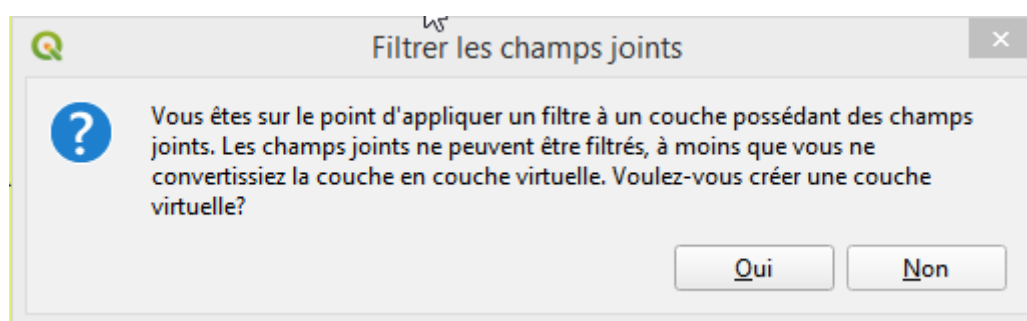 Filtrer les champs joints
Vous êtes sur le point d'appliquer un filtre à un couche possédant des champs
joints. Les champs joints ne peuvent être filtrés, à moins que vous ne
convertissiez la couche en couche virtuelle. Voulez-vous créer une couche
virtuelle?
Oui Non